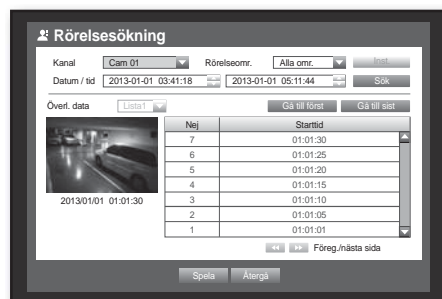 Rörelsesökning
Kanal Cam 01 Rörelseomr. Alla omr. Inst
Datum / tid 2013-01-01 03:41:18 2013-01-01 05:11:44 Sök
Överl. data Lista1 Gå till först Gå till sist
Nej Starttid
7 01:01:30
6 01:01:25
5 01:01:20
4 01:01:15
3 01:01:10
2 01:01:05
1 01:01:01
2013/01/01 01:01:30
Föreg./nästa sida
Spela Återgå